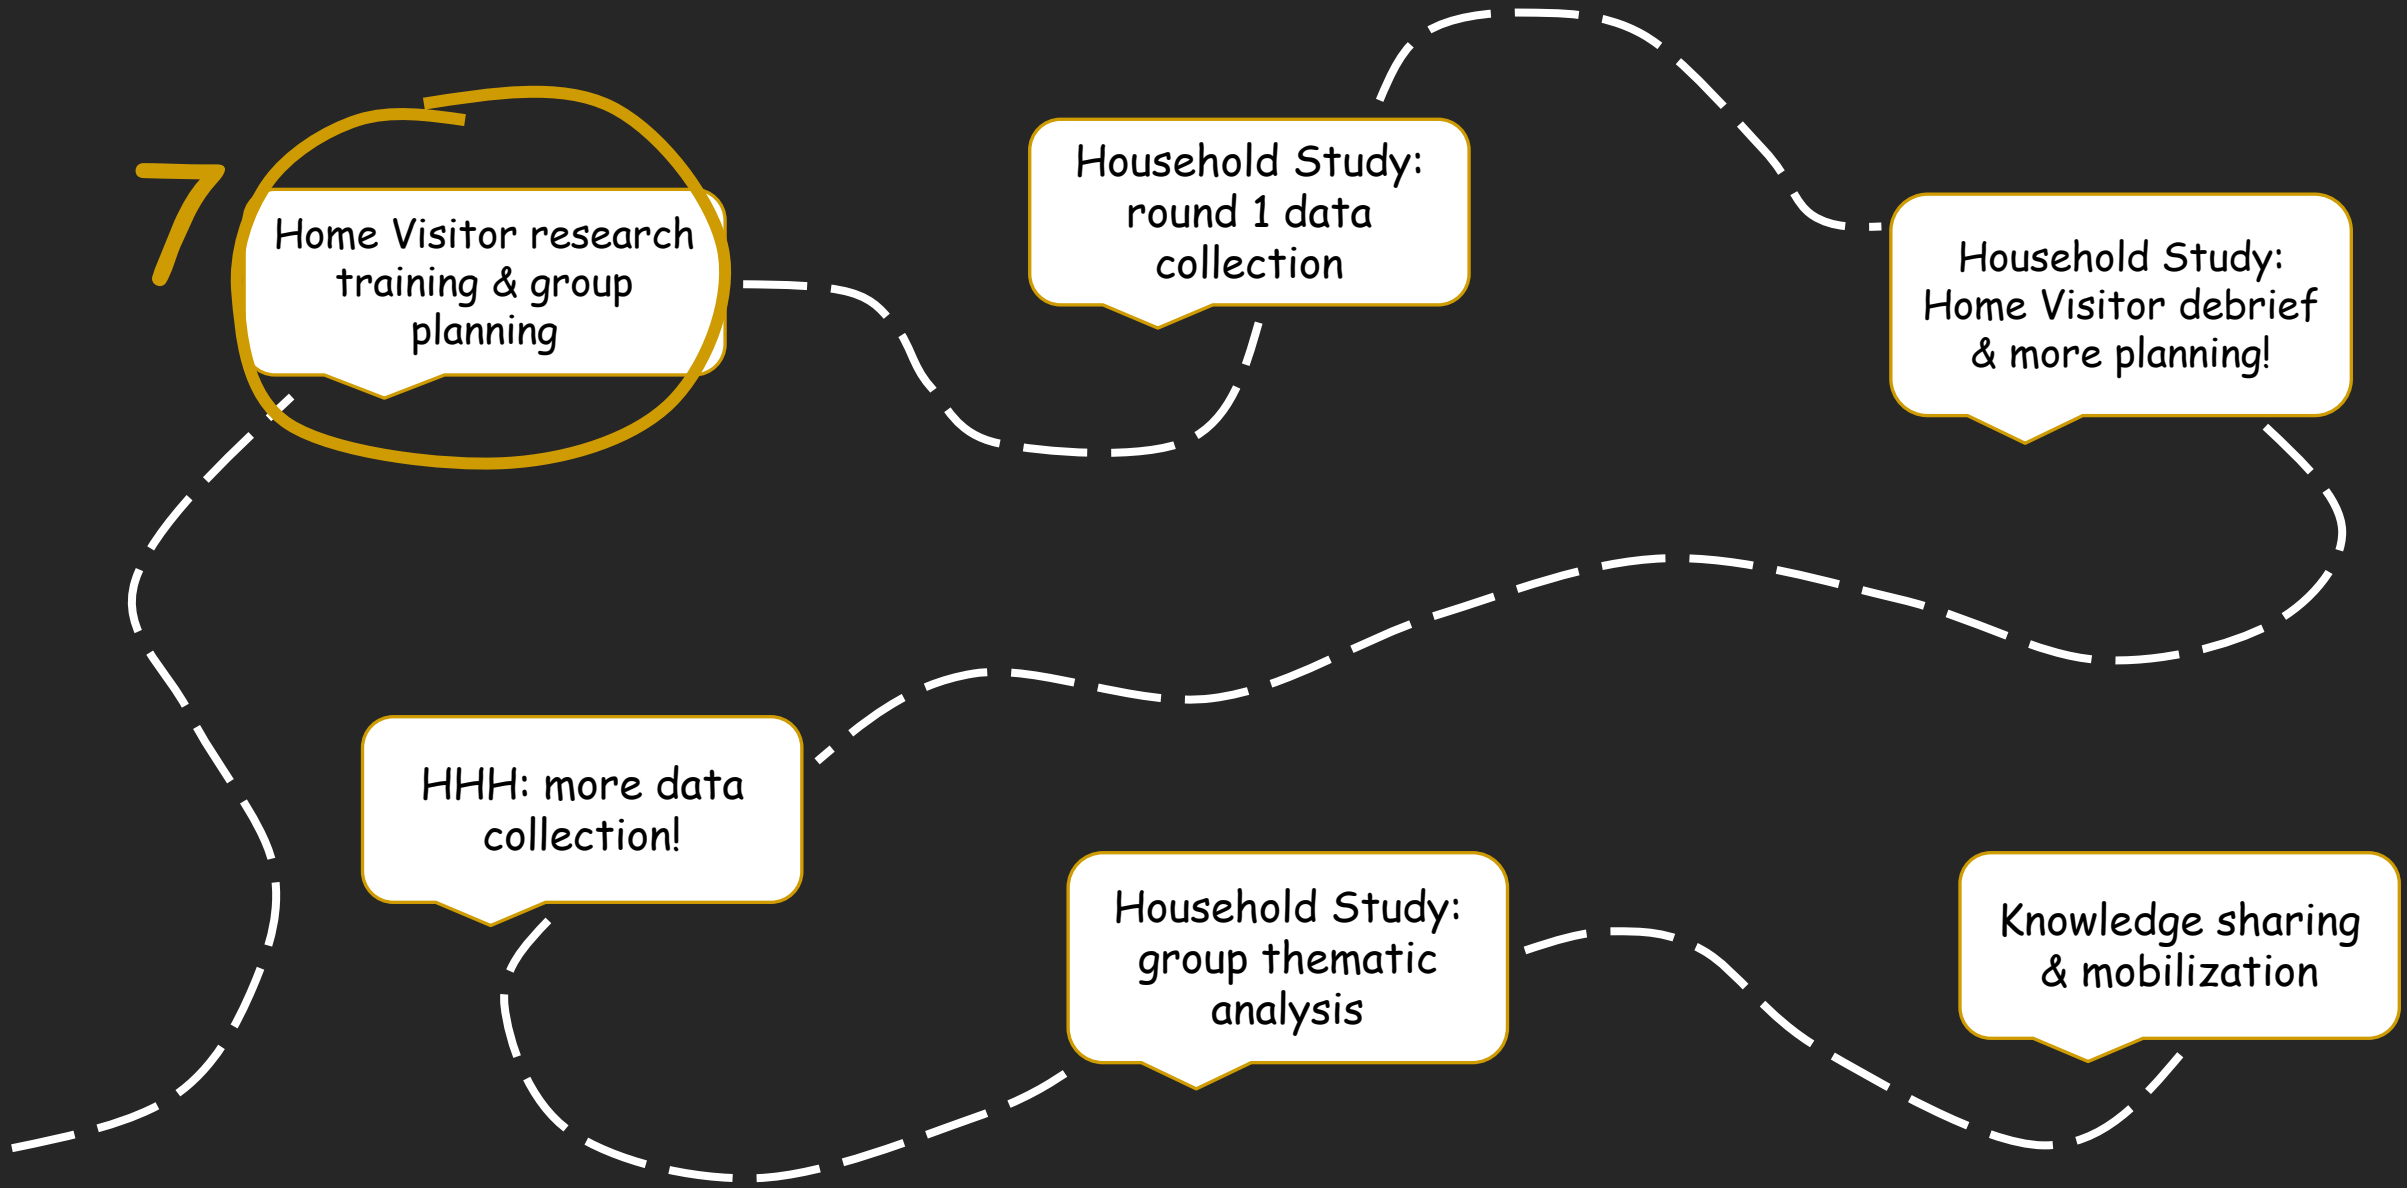 7
Home Visitor research
training & group
planning
Household Study:
round 1 data
collection
Household Study:
Home Visitor debrief
& more planning!
HHH: more data
collection!
Household Study:
group thematic
analysis
Knowledge sharing
& mobilization